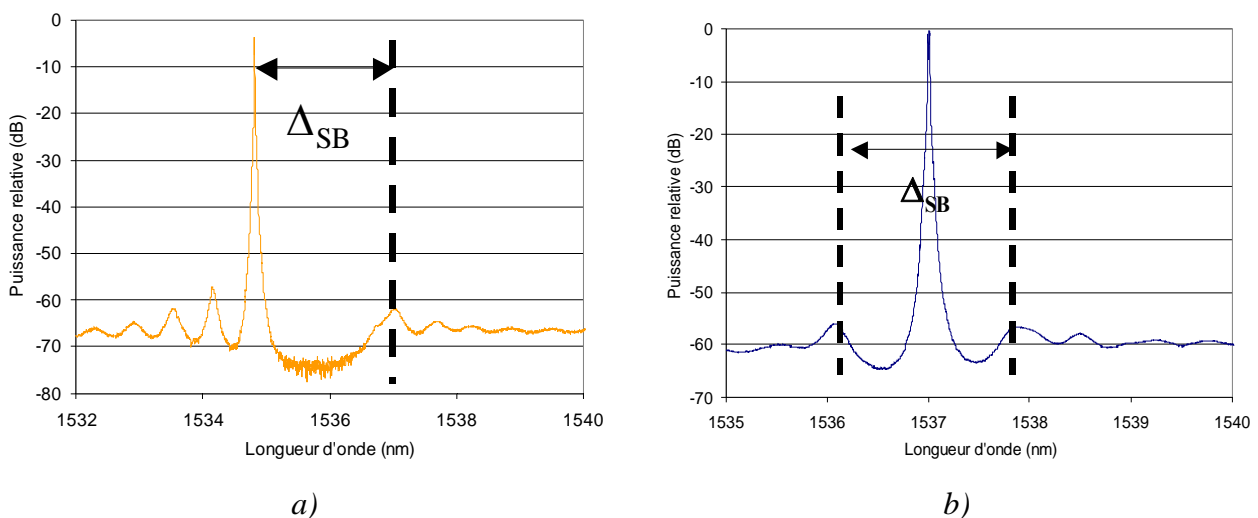 0
-10
-20
-30
-40
-50
-60
-70
-80
Puissance relative (dB)
ΔSB
1532 1534 1536 1538 1540
Longueur d'onde (nm)
a)
0
-10
-20
-30
-40
-50
-60
-70
Puissance relative (dB)
ΔSB
1535 1536 1537 1538 1539 1540
Longueur d'onde (nm)
b)